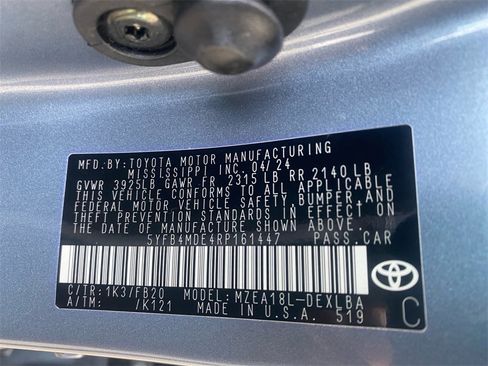 MFD.BY:TOYOTA MOTOR MANUFACTURING
MISSISSIPPI INC. 04/24
GVWR 3925LB GAWR FR 2315 LB RR 2140 LB
THIS VEHICLE CONFORMS TO ALL APPLICABLE
FEDERAL MOTOR VEHICLE SAFETY, BUMPER, AND
THEFT PREVENTION STANDARDS IN EFFECT ON
THE DATE OF MANUFACTURE SHOWN ABOVE.
5YFB4MDE4RP161447 PASS.CAR
C/TR: 1K3/FB20 MODEL: MZEA18L-DEXLBA
A/TM: /K121 MADE IN U.S.A. 519
C